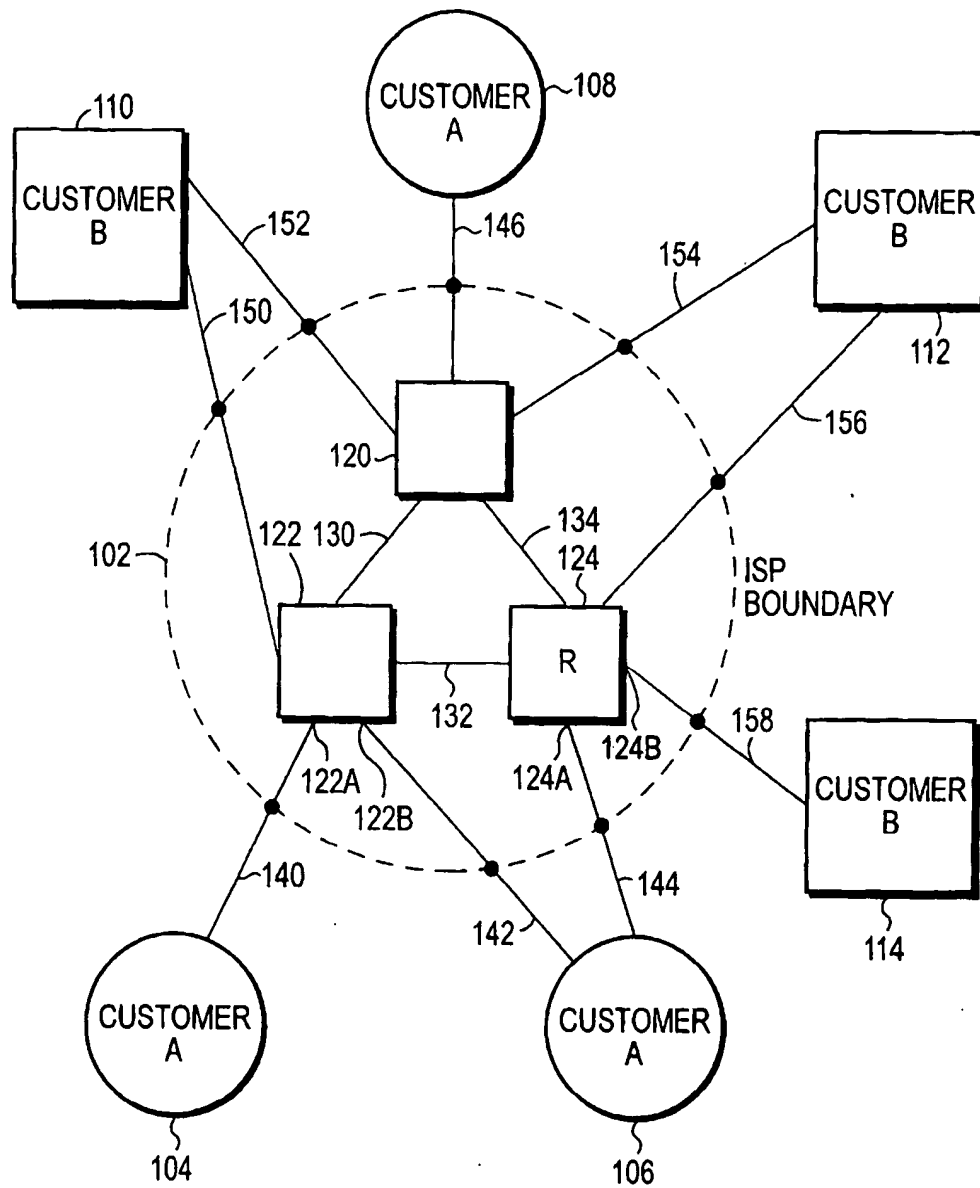 CUSTOMER
A
108
110
CUSTOMER
B
CUSTOMER
B
112
152
146
154
150
156
120
130
134
122
124
102
ISP
BOUNDARY
R
132
158
122A
122B
124A
124B
CUSTOMER
B
114
140
142
144
CUSTOMER
A
104
CUSTOMER
A
106